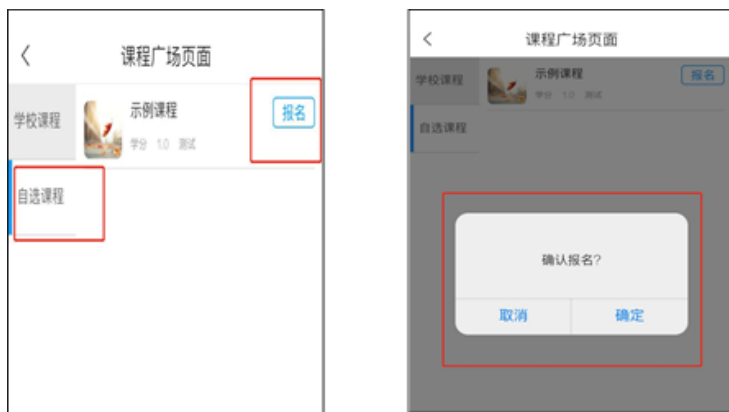 课程广场页面
学校课程
示例课程
报名
学分 1.0 测试
自选课程
课程广场页面
学校课程
示例课程
报名
学分 1.0 测试
自选课程
确认报名?
取消
确定